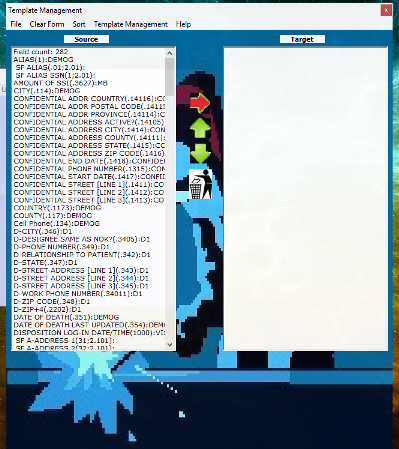 Template Management
x
File Clear Form Sort Template Management Help
Source
Target
Field count: 282
ALIAS(1):DEMOG
SF ALIAS(.01;2.01):
SF ALIAS SSN(1;2.01):
AMOUNT OF SSI(.3627):MB
CITY(.114):DEMOG
CONFIDENTIAL ADDR COUNTRY(.14116):CO
CONFIDENTIAL ADDR POSTAL CODE(.1411
CONFIDENTIAL ADDR PROVINCE(.14114):C
CONFIDENTIAL ADDRESS ACTIVE?(.14105)
CONFIDENTIAL ADDRESS CITY(.1414):CON
CONFIDENTIAL ADDRESS COUNTY(.14111):
CONFIDENTIAL ADDRESS STATE(.1415):CO
CONFIDENTIAL ADDRESS ZIP CODE(.1416)
CONFIDENTIAL END DATE(.1418):CONFIDE
CONFIDENTIAL PHONE NUMBER(.1315):CO
CONFIDENTIAL START DATE(.1417):CONFI
CONFIDENTIAL STREET [LINE 1](.1411):CO
CONFIDENTIAL STREET [LINE 2](.1412):CO
CONFIDENTIAL STREET [LINE 3](.1413):CO
COUNTRY(.1173):DEMOG
COUNTY(.117):DEMOG
Cell Phone(.134):DEMOG
D-CITY(.346):D1
D-DESIGNEE SAME AS NOK?(.3405):D1
D-PHONE NUMBER(.349):D1
D-RELATIONSHIP TO PATIENT(.342):D1
D-STATE(.347):D1
D-STREET ADDRESS [LINE 1](.343):D1
D-STREET ADDRESS [LINE 2](.344):D1
D-STREET ADDRESS [LINE 3](.345):D1
D-WORK PHONE NUMBER(.34011):D1
D-ZIP CODE(.348):D1
D-ZIP+4(.2202):D1
DATE OF DEATH(.351):DEMOG
DATE OF DEATH LAST UPDATED(.354):DEMO
DISPOSITION LOG-IN DATE/TIME(1000):VIS
SF A-ADDRESS 1(31;2.101):
SF A-ADDRESS 2(32;2.101):